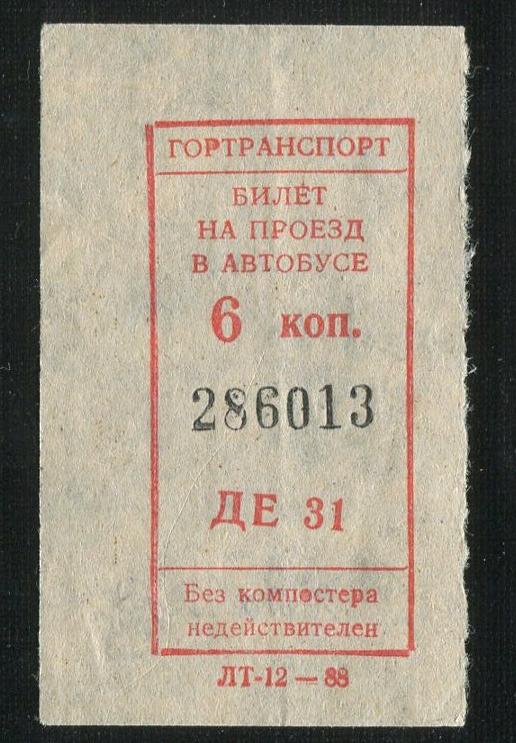 ГОРТРАНСПОРТ
БИЛЕТ
НА ПРОЕЗД
В АВТОБУСЕ
6 коп.
286013
ДЕ 31
Без компостера
недействителен
ЛТ-12 — 88